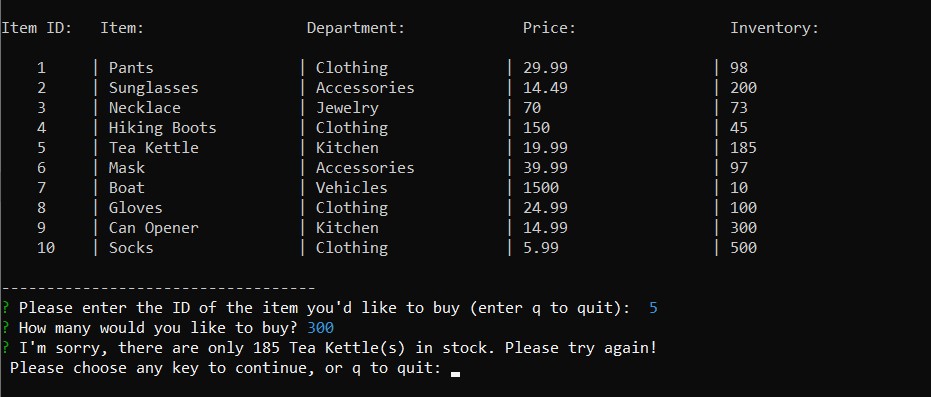 Item ID: Item: Department: Price: Inventory:
1 | Pants | Clothing | 29.99 | 98
2 | Sunglasses | Accessories | 14.49 | 200
3 | Necklace | Jewelry | 70 | 73
4 | Hiking Boots | Clothing | 150 | 45
5 | Tea Kettle | Kitchen | 19.99 | 185
6 | Mask | Accessories | 39.99 | 97
7 | Boat | Vehicles | 1500 | 10
8 | Gloves | Clothing | 24.99 | 100
9 | Can Opener | Kitchen | 14.99 | 300
10 | Socks | Clothing | 5.99 | 500
-----------------------------------
? Please enter the ID of the item you'd like to buy (enter q to quit): 5
? How many would you like to buy? 300
? I'm sorry, there are only 185 Tea Kettle(s) in stock. Please try again!
Please choose any key to continue, or q to quit: _